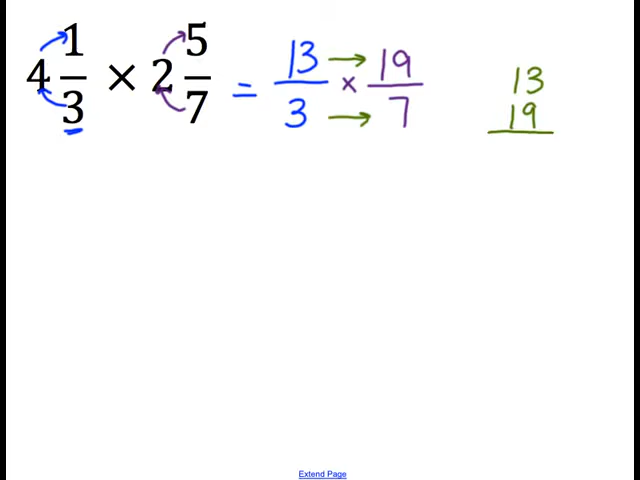 4 1/3 × 2 5/7 = 13/3 × 19/7
13
19
Extend Page